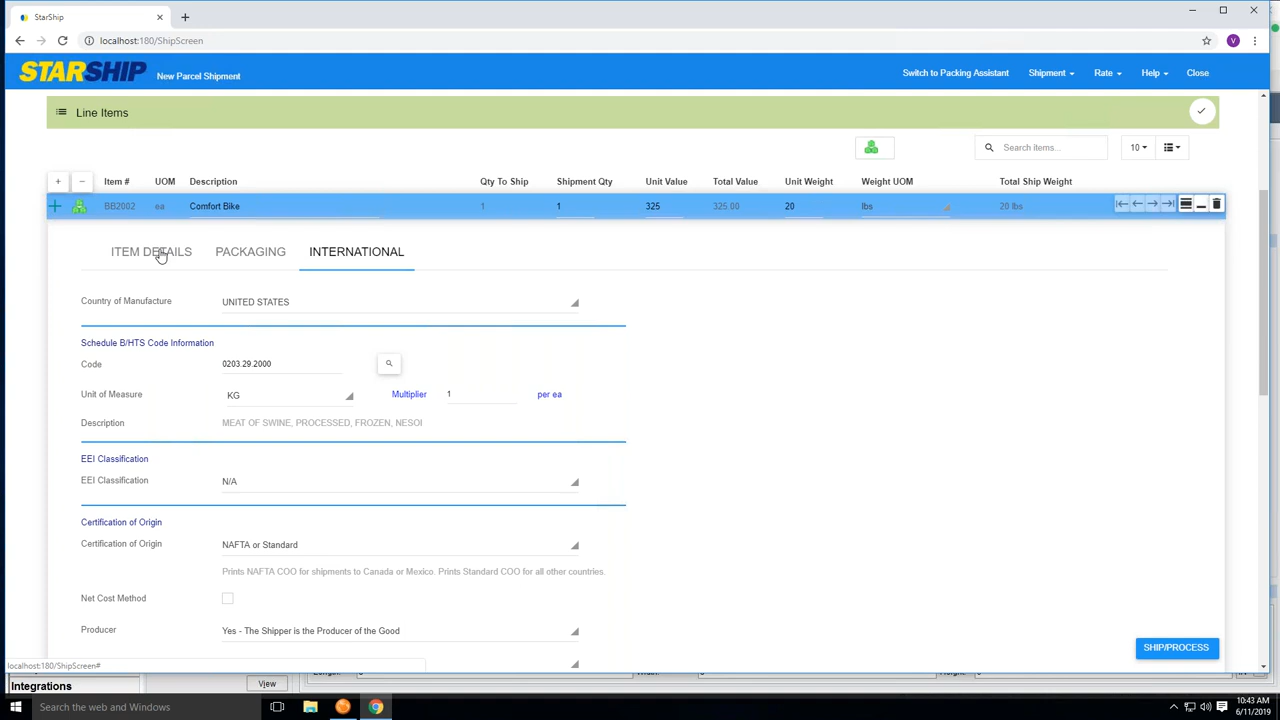 StarShip
localhost:180/ShipScreen
V
STARSHIP New Parcel Shipment Switch to Packing Assistant Shipment Rate Help Close
Line Items
Search items... 10
Item # UOM Description Qty To Ship Shipment Qty Unit Value Total Value Unit Weight Weight UOM Total Ship Weight
BB2002 ea Comfort Bike 1 1 325 325.00 20 lbs 20 lbs
ITEM DETAILS PACKAGING INTERNATIONAL
Country of Manufacture UNITED STATES
Schedule B/HTS Code Information
Code 0203.29.2000
Unit of Measure KG Multiplier 1 per ea
Description MEAT OF SWINE, PROCESSED, FROZEN, NESOI
EEI Classification
EEI Classification N/A
Certification of Origin
Certification of Origin NAFTA or Standard
Prints NAFTA COO for shipments to Canada or Mexico. Prints Standard COO for all other countries.
Net Cost Method
Producer Yes - The Shipper is the Producer of the Good
SHIP/PROCESS
localhost:180/ShipScreen#
Integrations View
Search the web and Windows
10:43 AM
6/11/2019